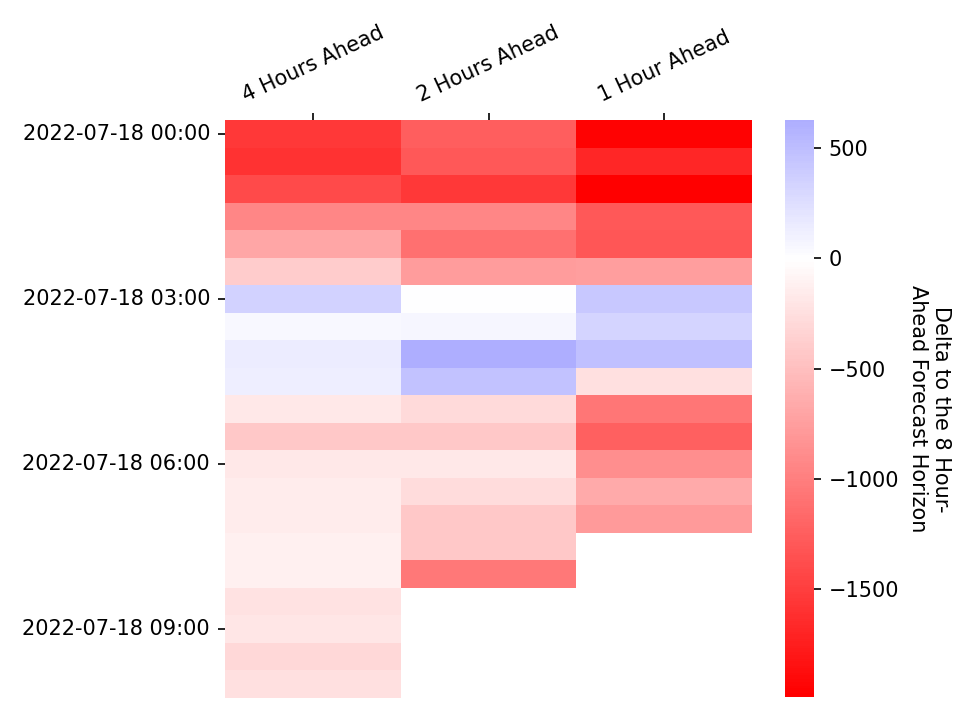 4 Hours Ahead
2 Hours Ahead
1 Hour Ahead
2022-07-18 00:00
2022-07-18 03:00
2022-07-18 06:00
2022-07-18 09:00
500
0
−500
−1000
−1500
Delta to the 8 Hour-
Ahead Forecast Horizon